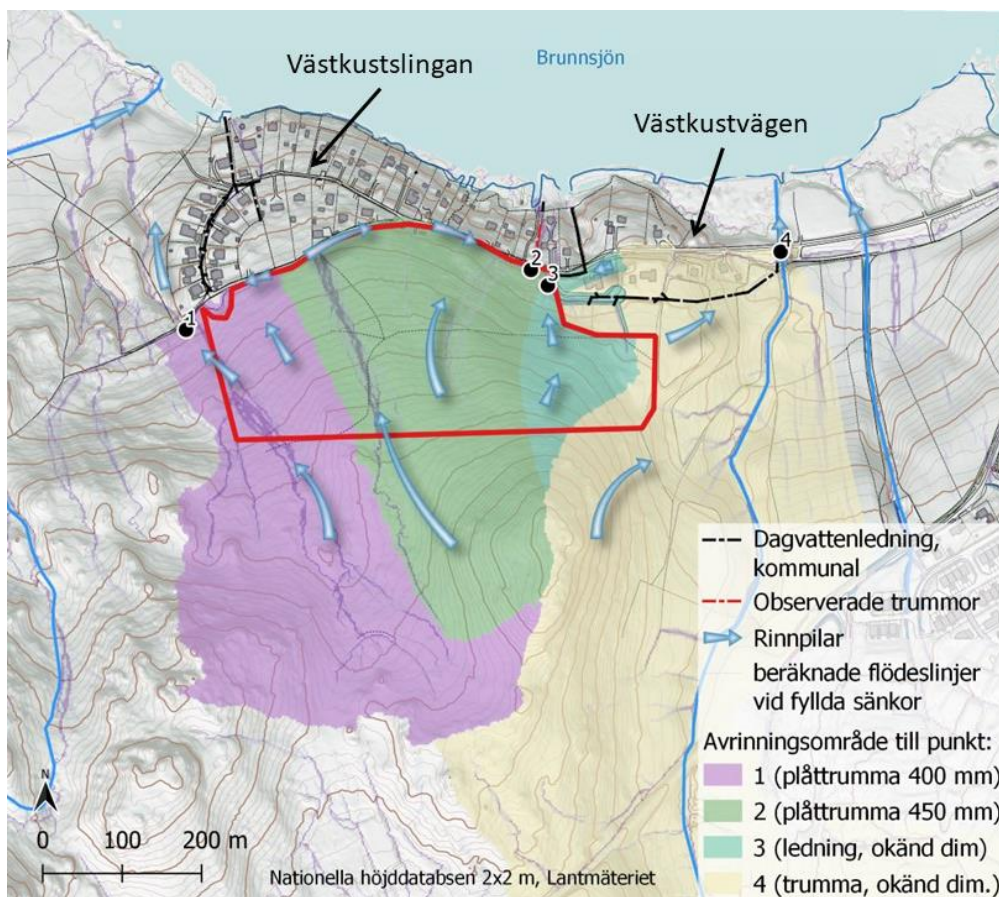 Brunnsjön
Västkustslingan
Västkustvägen
4
2
3
1
Dagvattenledning,
kommunal
Observerade trummor
Rinnpilar
beräknade flödeslinjer
vid fyllda sänkor
Avrinningsområde till punkt:
1 (plåttrumma 400 mm)
2 (plåttrumma 450 mm)
3 (ledning, okänd dim)
4 (trumma, okänd dim.)
N
0 100 200 m
Nationella höjddatabsen 2x2 m, Lantmäteriet